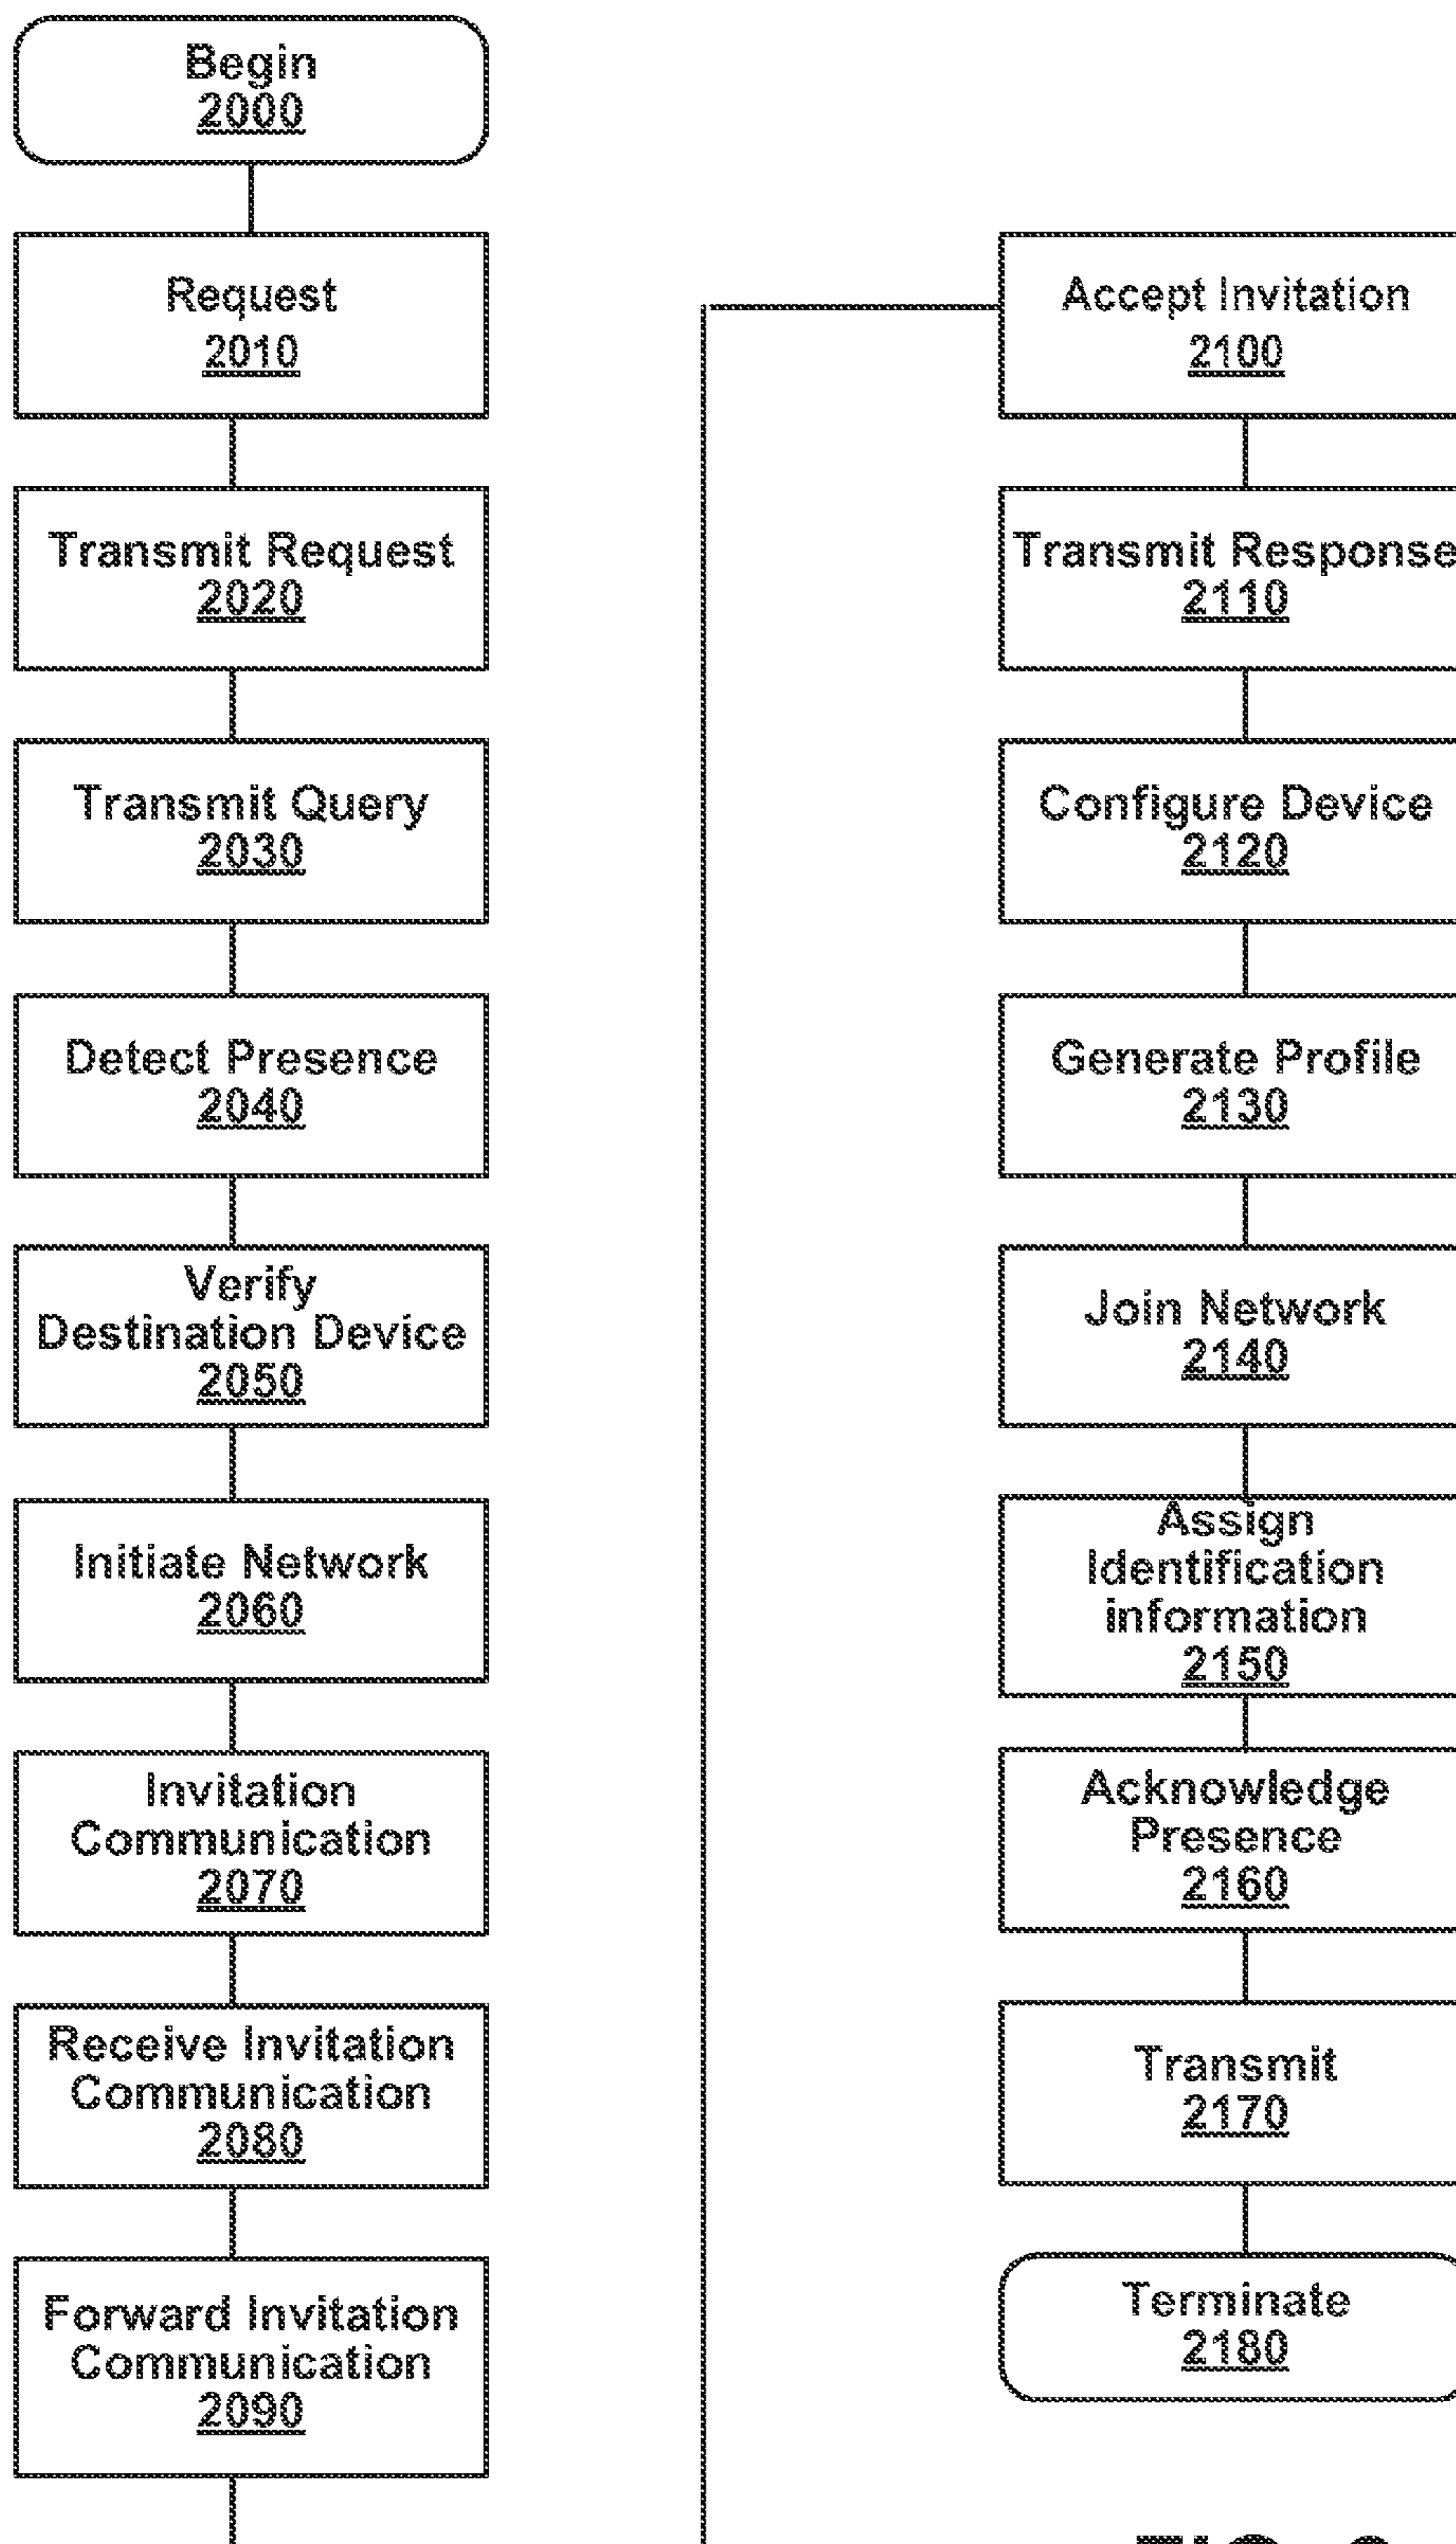 Begin
2000
Request
2010
Transmit Request
2020
Transmit Query
2030
Detect Presence
2040
Verify
Destination Device
2050
Initiate Network
2060
Invitation
Communication
2070
Receive Invitation
Communication
2080
Forward Invitation
Communication
2090
Accept Invitation
2100
Transmit Response
2110
Configure Device
2120
Generate Profile
2130
Join Network
2140
Assign
Identification
information
2150
Acknowledge
Presence
2160
Transmit
2170
Terminate
2180